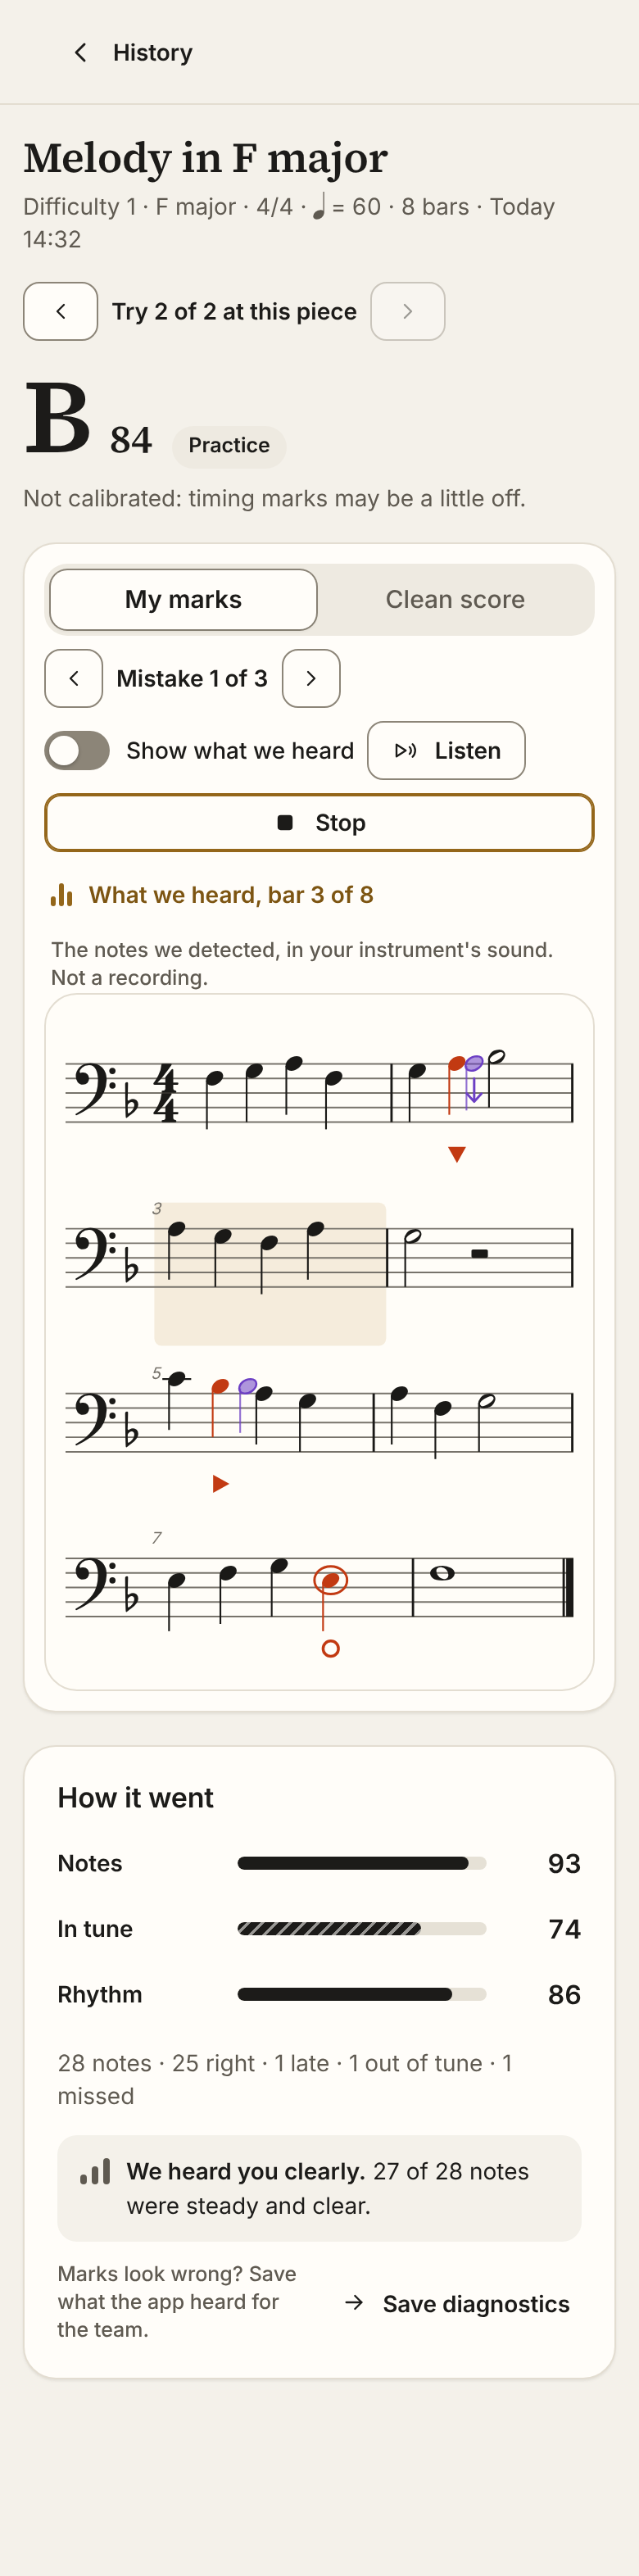 History
Melody in F major
Difficulty 1 · F major · 4/4 · ♩ = 60 · 8 bars · Today
14:32
Try 2 of 2 at this piece
B 84 Practice
Not calibrated: timing marks may be a little off.
My marks Clean score
Mistake 1 of 3
Show what we heard Listen
Stop
What we heard, bar 3 of 8
The notes we detected, in your instrument's sound.
Not a recording.
4
4
3
5
7
How it went
Notes 93
In tune 74
Rhythm 86
28 notes · 25 right · 1 late · 1 out of tune · 1
missed
We heard you clearly. 27 of 28 notes
were steady and clear.
Marks look wrong? Save
what the app heard for
the team.
Save diagnostics